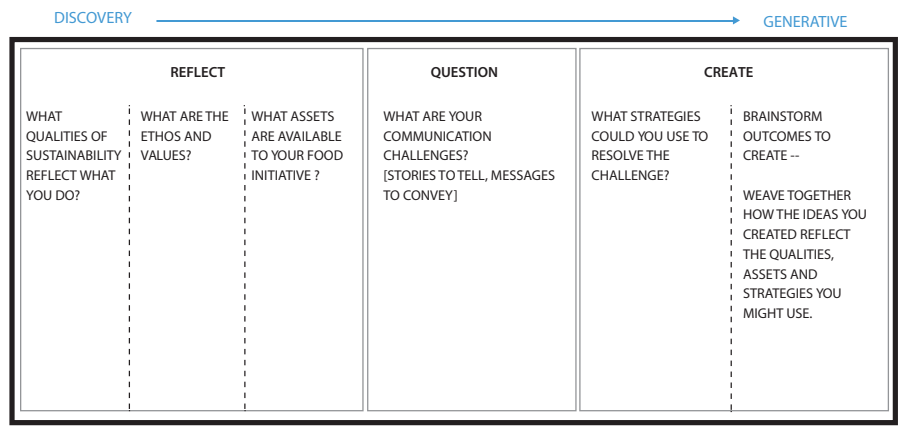 DISCOVERY
GENERATIVE
REFLECT
WHAT
QUALITIES OF
SUSTAINABILITY
REFLECT WHAT
YOU DO?
WHAT ARE THE
ETHOS AND
VALUES?
WHAT ASSETS
ARE AVAILABLE
TO YOUR FOOD
INITIATIVE ?
QUESTION
WHAT ARE YOUR
COMMUNICATION
CHALLENGES?
[STORIES TO TELL, MESSAGES
TO CONVEY]
CREATE
WHAT STRATEGIES
COULD YOU USE TO
RESOLVE THE
CHALLENGE?
BRAINSTORM
OUTCOMES TO
CREATE --
WEAVE TOGETHER
HOW THE IDEAS YOU
CREATED REFLECT
THE QUALITIES,
ASSETS AND
STRATEGIES YOU
MIGHT USE.